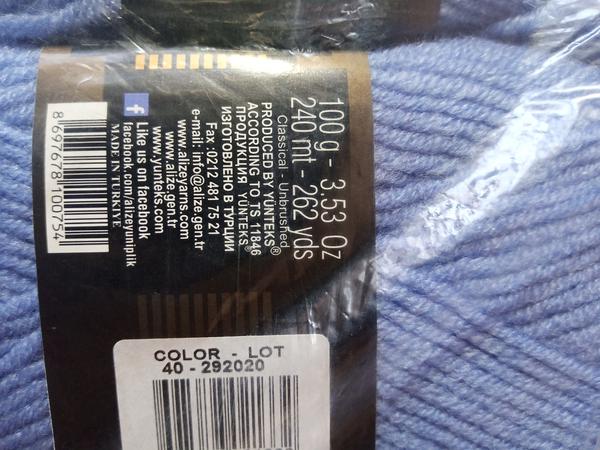 100 g - 3.53 Oz
240 mt - 262 yds
Classical - Unbrushed
PRODUCED BY YÜNTEKS®
ACCORDING TO TS 11846
ПРОДУКЦИЯ YÜNTEKS®
ИЗГОТОВЛЕНО В ТУРЦИИ
Fax :0212 481 75 21
e-mail: info@alize.gen.tr
www.alizeyarns.com
www.alize.gen.tr
www.yunteks.com
f Like us on facebook
facebook.com/alizeyuniplik
MADE IN TURKIYE
8 697678 100754
COLOR - LOT
40 - 292020